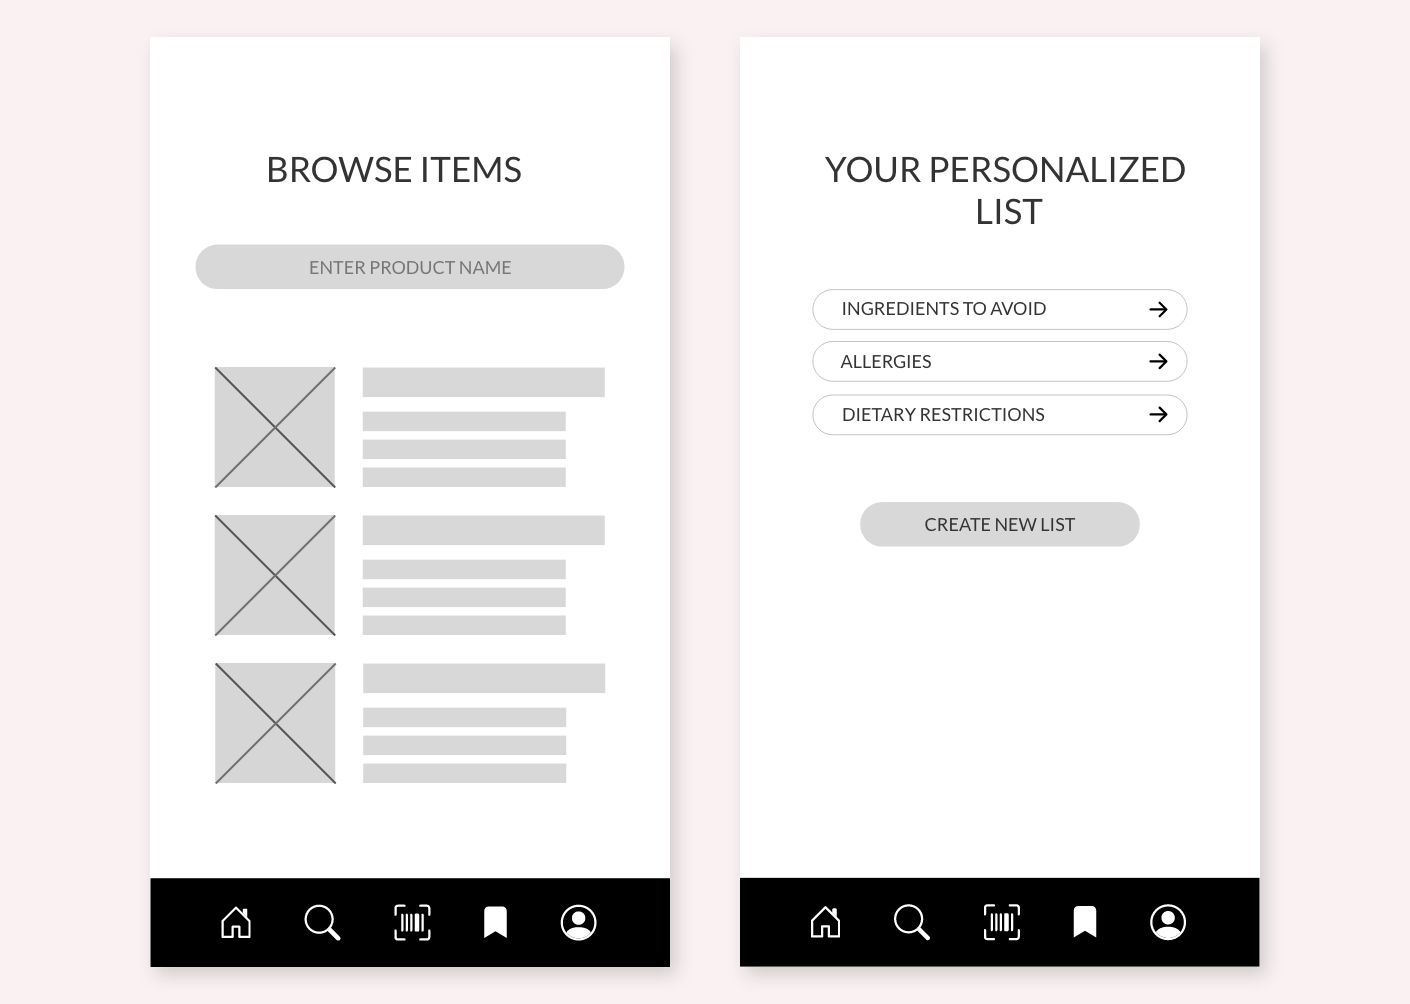 BROWSE ITEMS
ENTER PRODUCT NAME
YOUR PERSONALIZED
LIST
INGREDIENTS TO AVOID
ALLERGIES
DIETARY RESTRICTIONS
CREATE NEW LIST